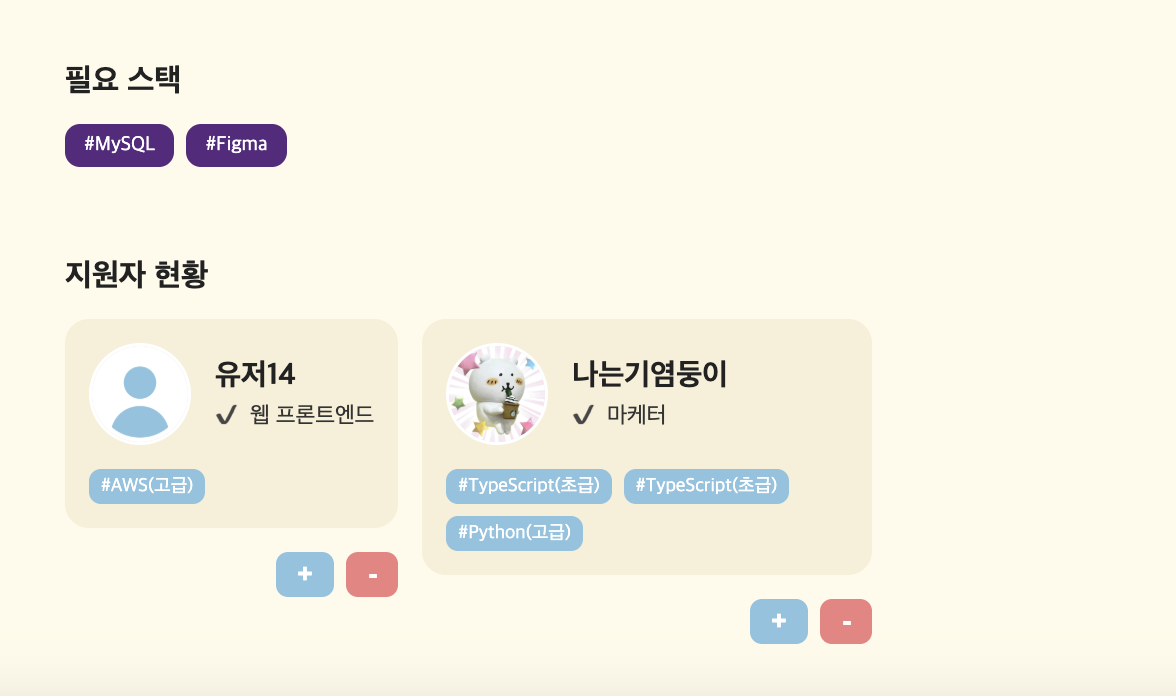 필요 스택
#MySQL #Figma
지원자 현황
유저14
✔ 웹 프론트엔드
#AWS(고급)
+ -
나는기염둥이
✔ 마케터
#TypeScript(초급) #TypeScript(초급)
#Python(고급)
+ -